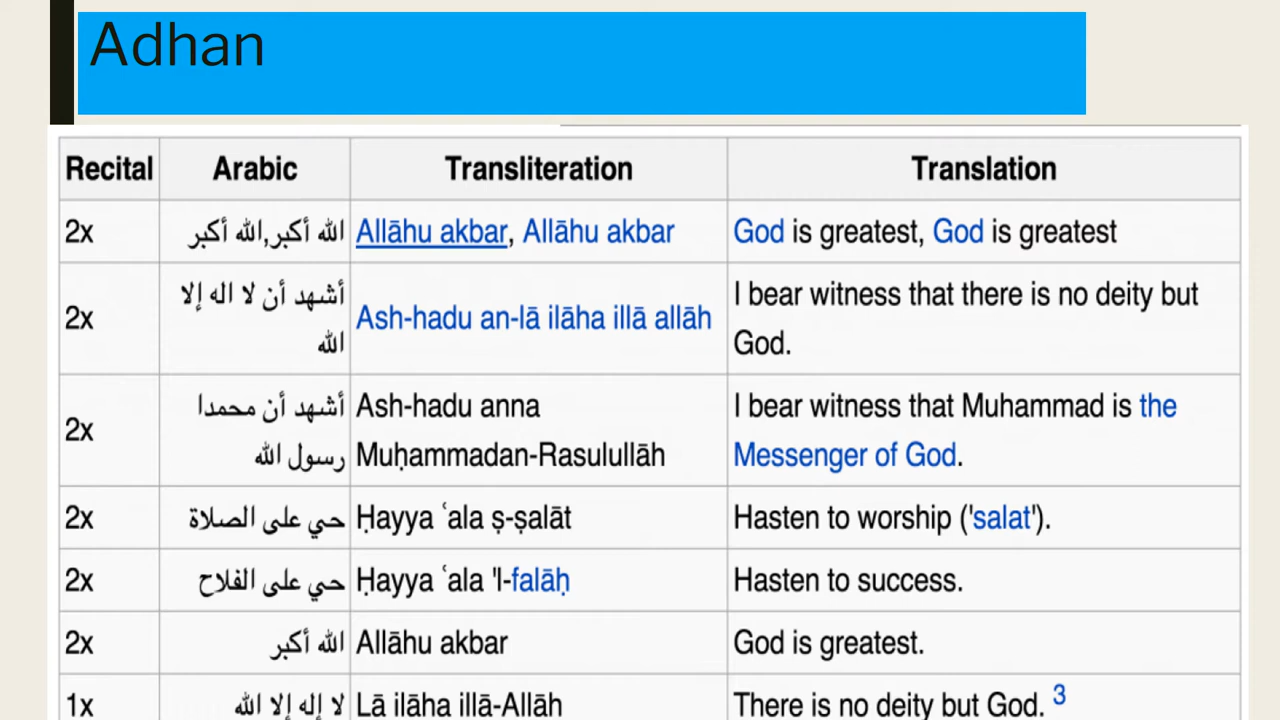 Adhan
Recital Arabic Transliteration Translation
2x الله أكبر,الله أكبر Allāhu akbar, Allāhu akbar God is greatest, God is greatest
2x أشهد أن لا اله إلا Ash-hadu an-lā ilāha illā allāh I bear witness that there is no deity but
الله God.
2x أشهد أن محمدا Ash-hadu anna I bear witness that Muhammad is the
رسول الله Muḥammadan-Rasulullāh Messenger of God.
2x حي على الصلاة Ḥayya ʿala ṣ-ṣalāt Hasten to worship ('salat').
2x حي على الفلاح Ḥayya ʿala 'l-falāḥ Hasten to success.
2x الله أكبر Allāhu akbar God is greatest.
1x لا إله إلا الله Lā ilāha illā-Allāh There is no deity but God. 3